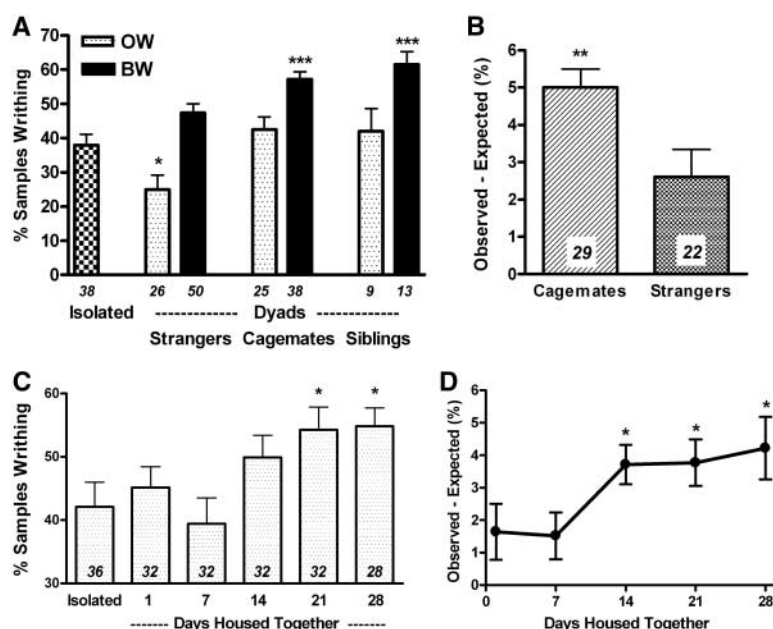 A
OW
BW
% Samples Writhing
70
60
50
40
30
20
10
0
*
***
***
38 26 50 25 38 9 13
Isolated ---------- Dyads ----------
Strangers Cagemates Siblings
B
Observed - Expected (%)
6
5
4
3
2
1
0
**
29 22
Cagemates Strangers
C
% Samples Writhing
60
50
40
30
* *
36 32 32 32 32 28
Isolated 1 7 14 21 28
------- Days Housed Together -------
D
Observed - Expected (%)
6
5
4
3
2
1
0
* * *
0 7 14 21 28
Days Housed Together